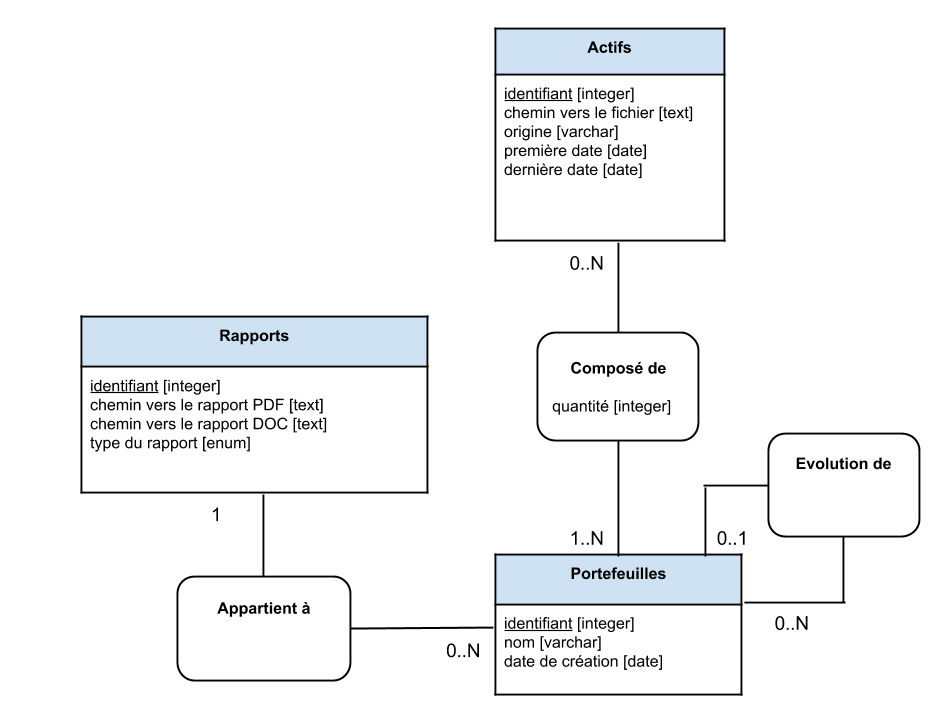 Actifs
identifiant [integer]
chemin vers le fichier [text]
origine [varchar]
première date [date]
dernière date [date]
0..N
Rapports
identifiant [integer]
chemin vers le rapport PDF [text]
chemin vers le rapport DOC [text]
type du rapport [enum]
Composé de
quantité [integer]
Evolution de
1
1..N
0..1
Portefeuilles
identifiant [integer]
nom [varchar]
date de création [date]
Appartient à
0..N
0..N